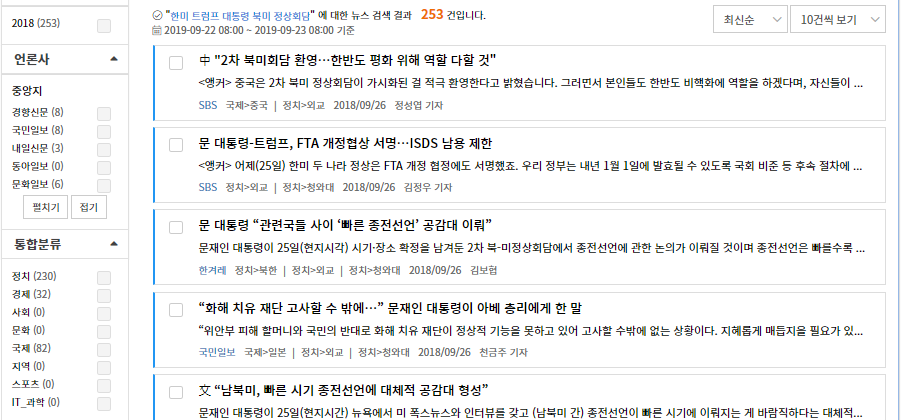 2018 (253)
언론사
중앙지
경향신문 (8)
국민일보 (8)
내일신문 (3)
동아일보 (0)
문화일보 (6)
펼치기 접기
통합분류
정치 (230)
경제 (32)
사회 (0)
문화 (0)
국제 (82)
지역 (0)
스포츠 (0)
IT_과학 (0)
"한미 트럼프 대통령 북미 정상회담" 에 대한 뉴스 검색 결과 253 건입니다.
2019-09-22 08:00 ~ 2019-09-23 08:00 기준
최신순 10건씩 보기
中 "2차 북미회담 환영…한반도 평화 위해 역할 다할 것"
<앵커> 중국은 2차 북미 정상회담이 가시화된 걸 적극 환영한다고 밝혔습니다. 그러면서 본인들도 한반도 비핵화에 역할을 하겠다며, 자신들이 ...
SBS 국제>중국 | 정치>외교 2018/09/26 정성엽 기자
문 대통령-트럼프, FTA 개정협상 서명…ISDS 남용 제한
<앵커> 어제(25일) 한미 두 나라 정상은 FTA 개정 협정에도 서명했죠. 우리 정부는 내년 1월 1일에 발효될 수 있도록 국회 비준 등 후속 절차에 ...
SBS 정치>외교 | 정치>청와대 2018/09/26 김정우 기자
문 대통령 “관련국들 사이 ‘빠른 종전선언’ 공감대 이뤄”
문재인 대통령이 25일(현지시각) 시기·장소 확정을 남겨둔 2차 북-미정상회담에서 종전선언에 관한 논의가 이뤄질 것이며 종전선언은 빠를수록 ...
한겨레 정치>북한 | 정치>외교 | 정치>청와대 2018/09/26 김보협
“화해 치유 재단 고사할 수 밖에…” 문재인 대통령이 아베 총리에게 한 말
“위안부 피해 할머니와 국민의 반대로 화해 치유 재단이 정상적 기능을 못하고 있어 고사할 수밖에 없는 상황이다. 지혜롭게 매듭지을 필요가 있...
국민일보 국제>일본 | 정치>외교 | 정치>청와대 2018/09/26 천금주 기자
文 “남북미, 빠른 시기 종전선언에 대체적 공감대 형성”
문재인 대통령이 25일(현지시간) 뉴욕에서 미 폭스뉴스와 인터뷰를 갖고 (남북미 간) 종전선언이 빠른 시기에 이뤄지는 게 바람직하다는 대체적...